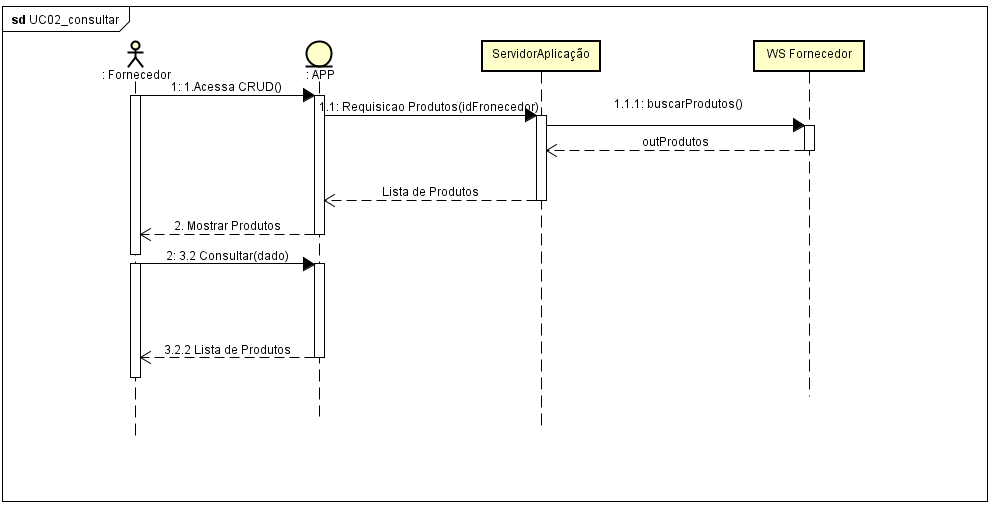 sd UC02_consultar
ServidorAplicação
WS Fornecedor
: Fornecedor
: APP
1: 1.Acessa CRUD()
1.1: Requisicao Produtos(idFronecedor)
1.1.1: buscarProdutos()
outProdutos
Lista de Produtos
2. Mostrar Produtos
2: 3.2 Consultar(dado)
3.2.2 Lista de Produtos